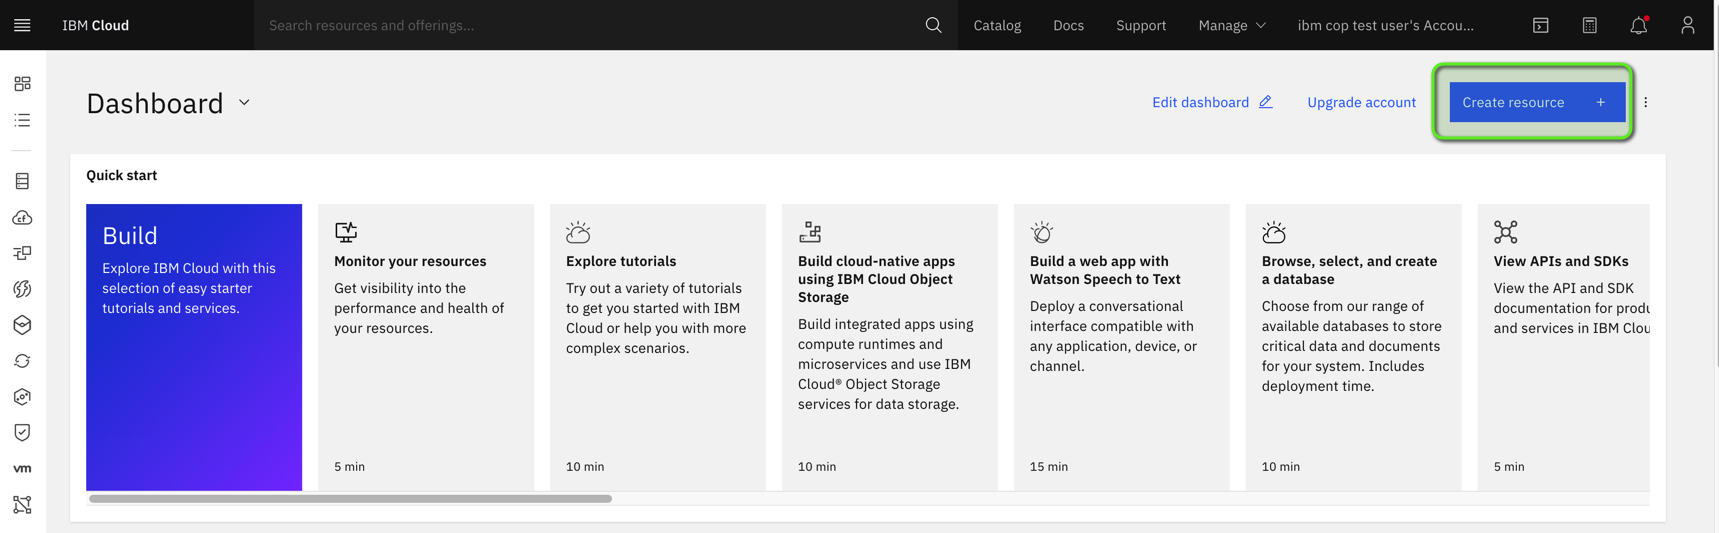 IBM Cloud
Search resources and offerings...
Catalog
Docs
Support
Manage
ibm cop test user's Accou...
Dashboard
Edit dashboard
Upgrade account
Create resource +
Quick start
Build
Explore IBM Cloud with this
selection of easy starter
tutorials and services.
Monitor your resources
Get visibility into the
performance and health of
your resources.
5 min
Explore tutorials
Try out a variety of tutorials
to get you started with IBM
Cloud or help you with more
complex scenarios.
10 min
Build cloud-native apps
using IBM Cloud Object
Storage
Build integrated apps using
compute runtimes and
microservices and use IBM
Cloud® Object Storage
services for data storage.
10 min
Build a web app with
Watson Speech to Text
Deploy a conversational
interface compatible with
any application, device, or
channel.
15 min
Browse, select, and create
a database
Choose from our range of
available databases to store
critical data and documents
for your system. Includes
deployment time.
10 min
View APIs and SDKs
View the API and SDK
documentation for produ
and services in IBM Clou
5 min
cf
vm